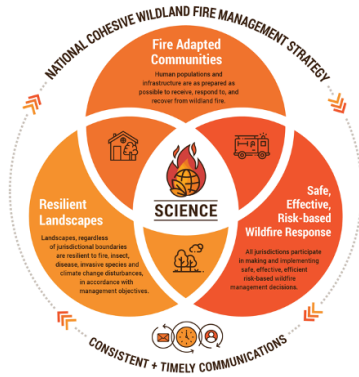 NATIONAL COHESIVE WILDLAND FIRE MANAGEMENT STRATEGY
Fire Adapted
Communities
Human populations and
infrastructure are as prepared as
possible to receive, respond to, and
recover from wildland fire.
SCIENCE
Resilient
Landscapes
Landscapes, regardless
of jurisdictional boundaries
are resilient to fire, insect,
disease, invasive species and
climate change disturbances,
in accordance with
management objectives.
Safe,
Effective,
Risk-based
Wildfire Response
All jurisdictions participate
in making and implementing
safe, effective, efficient
risk-based wildfire
management decisions.
CONSISTENT + TIMELY COMMUNICATIONS